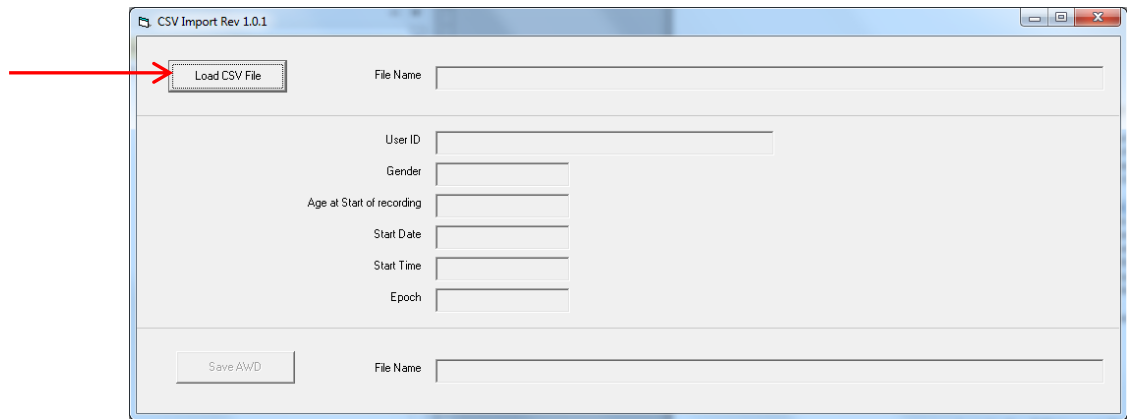 CSV Import Rev 1.0.1
Load CSV File File Name
User ID
Gender
Age at Start of recording
Start Date
Start Time
Epoch
Save AWD File Name